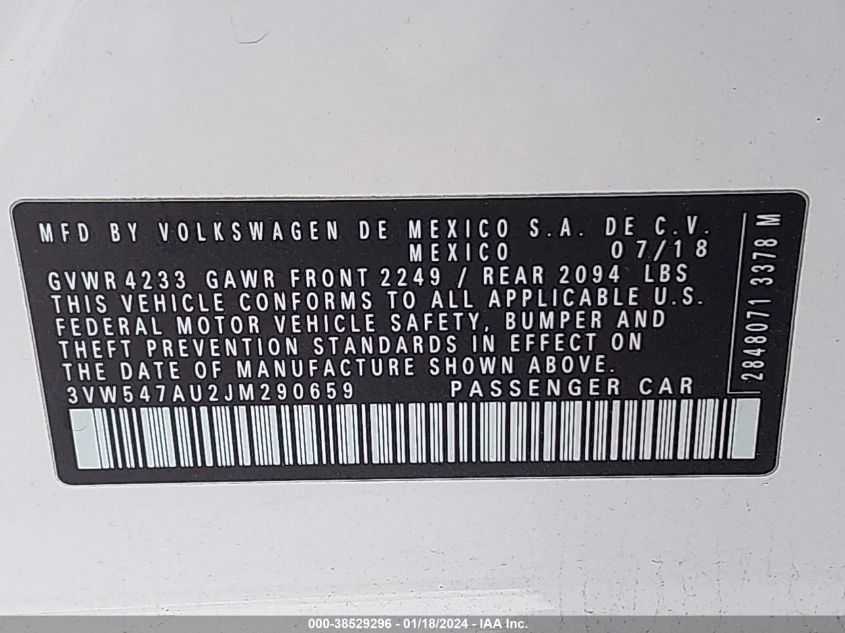 MFD BY VOLKSWAGEN DE MEXICO S.A. DE C.V.
MEXICO 07/18
GVWR 4233 GAWR FRONT 2249 / REAR 2094 LBS
THIS VEHICLE CONFORMS TO ALL APPLICABLE U.S.
FEDERAL MOTOR VEHICLE SAFETY, BUMPER AND
THEFT PREVENTION STANDARDS IN EFFECT ON
THE DATE OF MANUFACTURE SHOWN ABOVE.
3VW547AU2JM290659 PASSENGER CAR
2848071 3378 M
000-38529296 - 01/18/2024 - IAA Inc.